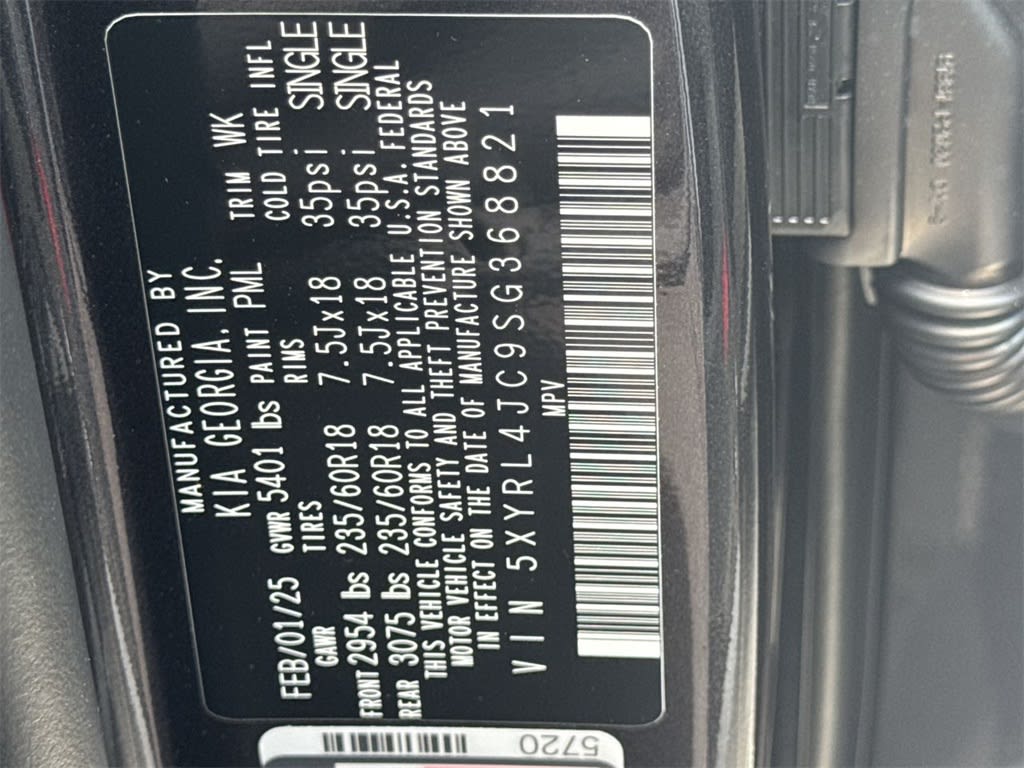 MANUFACTURED BY
KIA GEORGIA, INC.
FEB/01/25 GVWR 5401 lbs PAINT PML TRIM WK
GAWR TIRES RIMS COLD TIRE INFL
FRONT 2954 lbs 235/60R18 7.5Jx18 35psi SINGLE
REAR 3075 lbs 235/60R18 7.5Jx18 35psi SINGLE
THIS VEHICLE CONFORMS TO ALL APPLICABLE U.S.A. FEDERAL
MOTOR VEHICLE SAFETY AND THEFT PREVENTION STANDARDS
IN EFFECT ON THE DATE OF MANUFACTURE SHOWN ABOVE
VIN 5XYRL4JC9SG368821
MPV
5720